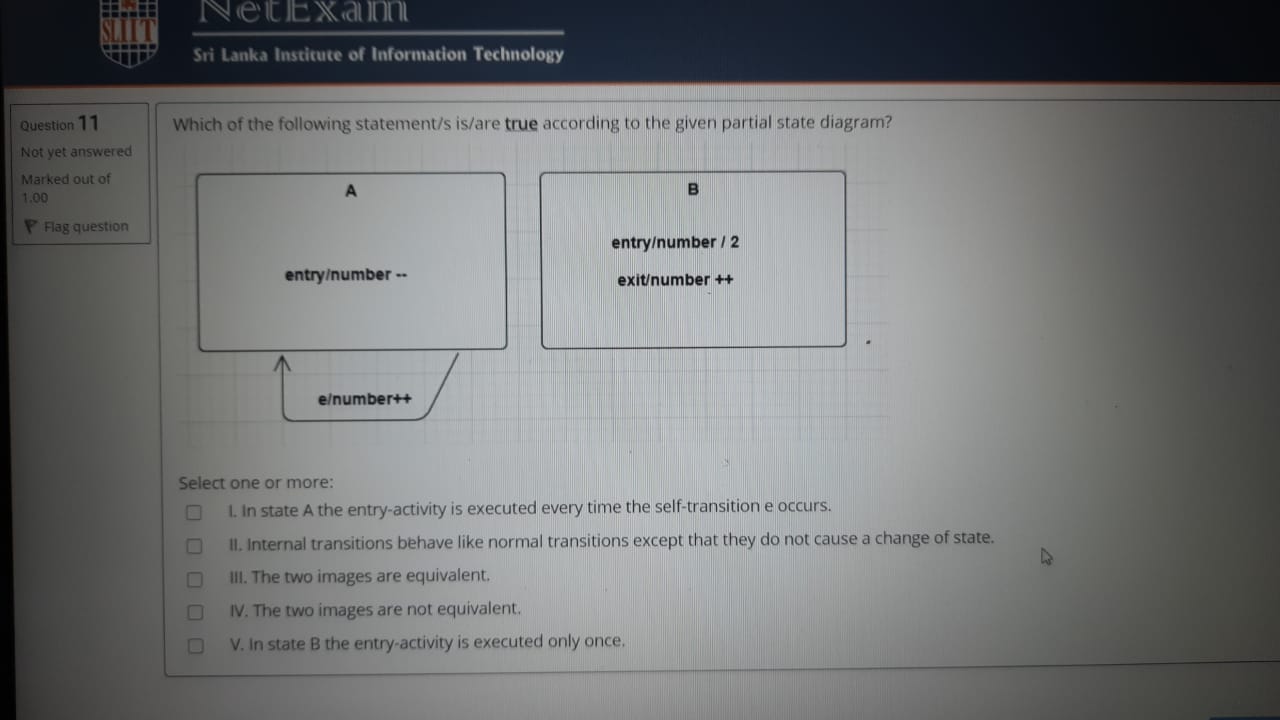 NetExam
SLIIT
Sri Lanka Institute of Information Technology
Question 11
Not yet answered
Marked out of
1.00
Flag question
Which of the following statement/s is/are true according to the given partial state diagram?
A
entry/number --
e/number++
B
entry/number / 2
exit/number ++
Select one or more:
I. In state A the entry-activity is executed every time the self-transition e occurs.
II. Internal transitions behave like normal transitions except that they do not cause a change of state.
III. The two images are equivalent.
IV. The two images are not equivalent.
V. In state B the entry-activity is executed only once.